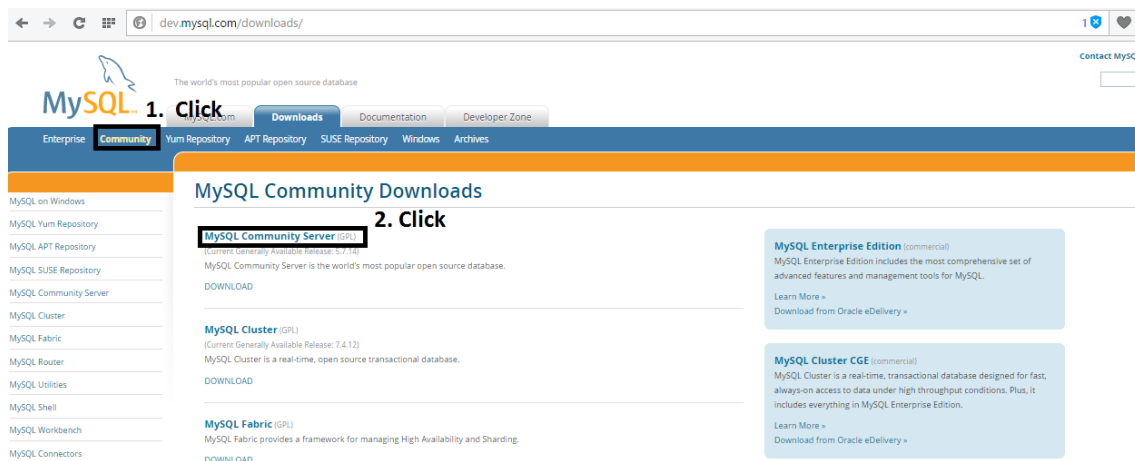 dev.mysql.com/downloads/
1
Contact MySQ
MySQL
The world's most popular open source database
1. Click
MySQL.com
Downloads
Documentation
Developer Zone
Enterprise
Community
Yum Repository
APT Repository
SUSE Repository
Windows
Archives
MySQL on Windows
MySQL Yum Repository
MySQL APT Repository
MySQL SUSE Repository
MySQL Community Server
MySQL Cluster
MySQL Fabric
MySQL Router
MySQL Utilities
MySQL Shell
MySQL Workbench
MySQL Connectors
MySQL Community Downloads
2. Click
MySQL Community Server (GPL)
(Current Generally Available Release: 5.7.14)
MySQL Community Server is the world's most popular open source database.
DOWNLOAD
MySQL Cluster (GPL)
(Current Generally Available Release: 7.4.12)
MySQL Cluster is a real-time, open source transactional database.
DOWNLOAD
MySQL Fabric (GPL)
MySQL Fabric provides a framework for managing High Availability and Sharding.
DOWNLOAD
MySQL Enterprise Edition (commercial)
MySQL Enterprise Edition includes the most comprehensive set of
advanced features and management tools for MySQL.
Learn More »
Download from Oracle eDelivery »
MySQL Cluster CGE (commercial)
MySQL Cluster is a real-time, transactional database designed for fast,
always-on access to data under high throughput conditions. Plus, it
includes everything in MySQL Enterprise Edition.
Learn More »
Download from Oracle eDelivery »